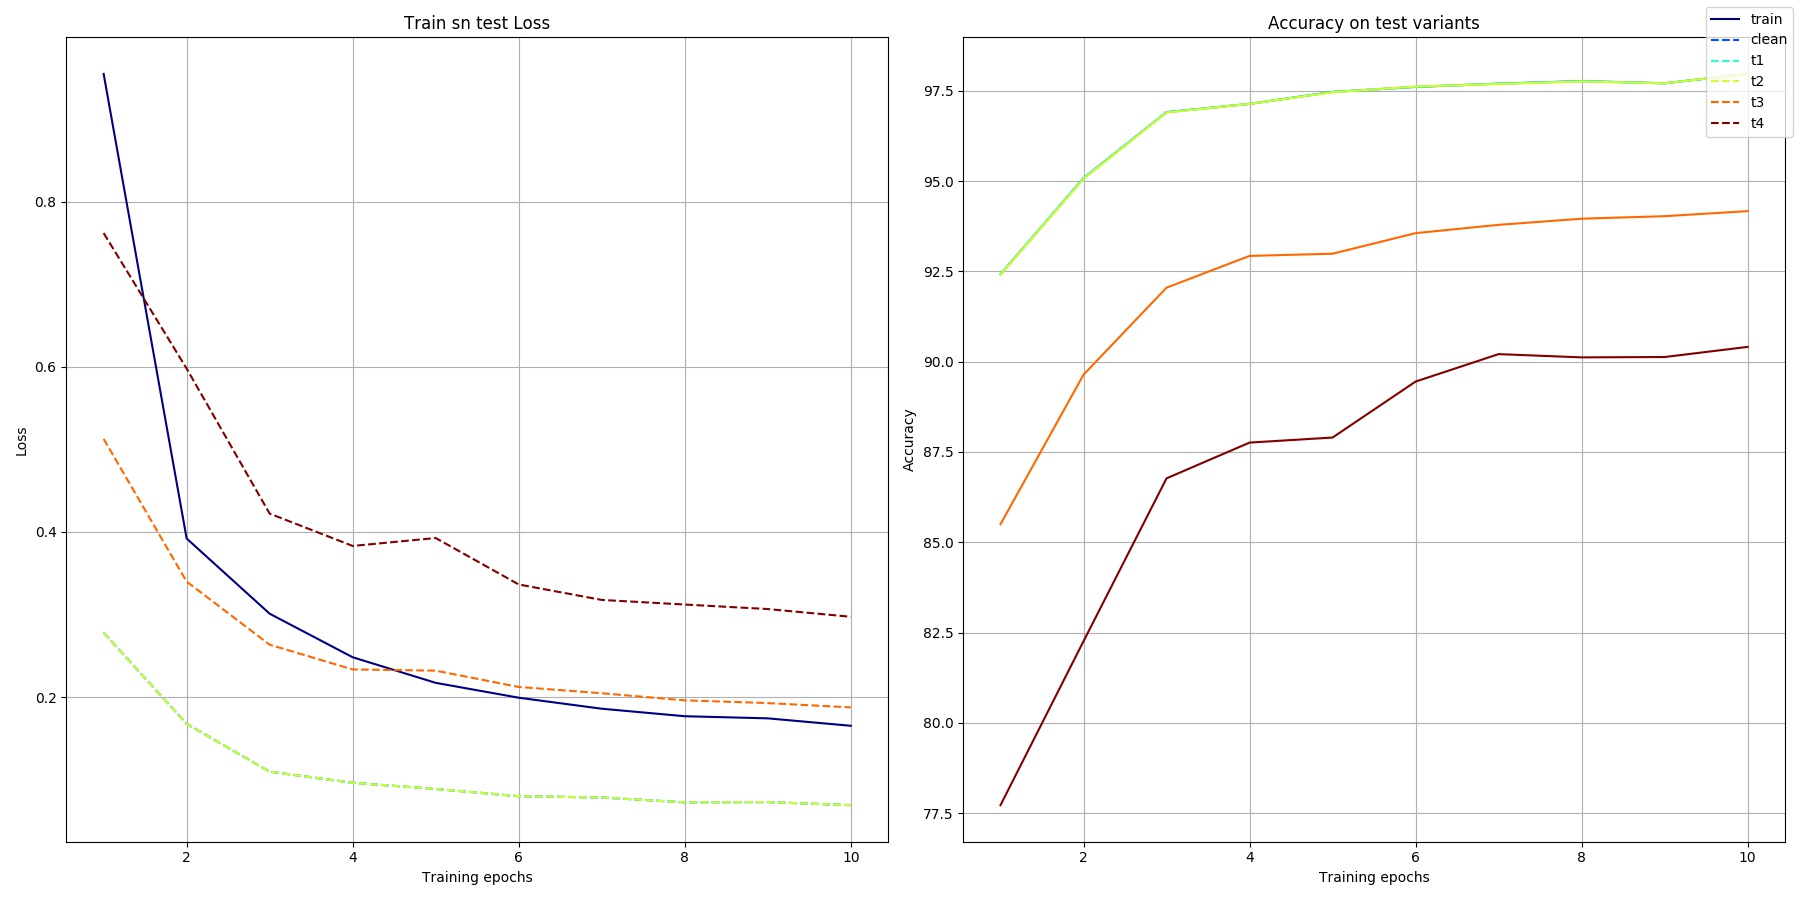 Train sn test Loss
0.8
0.6
0.4
0.2
Loss
2 4 6 8 10
Training epochs
Accuracy on test variants
97.5
95.0
92.5
90.0
87.5
85.0
82.5
80.0
77.5
Accuracy
2 4 6 8 10
Training epochs
train
clean
t1
t2
t3
t4